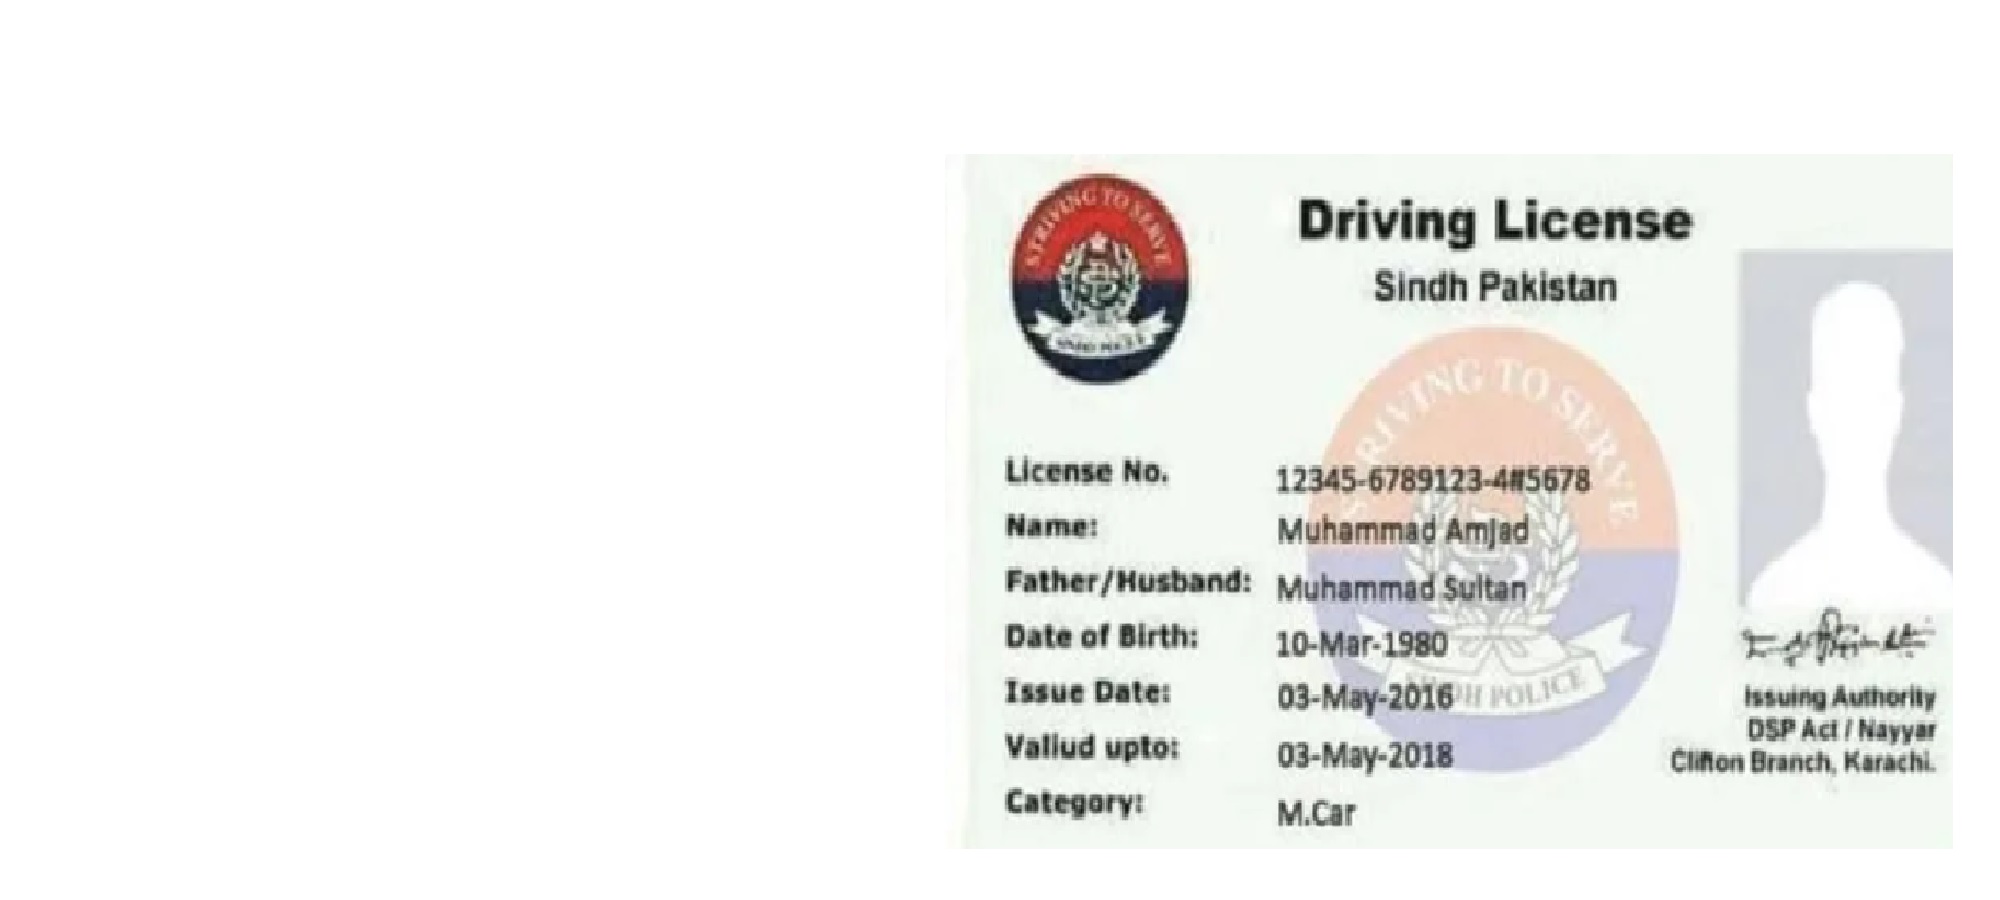 STRIVING TO SERVE
SINDH POLICE
Driving License
Sindh Pakistan
STRIVING TO SERVE
SINDH POLICE
License No. 12345-6789123-4#5678
Name: Muhammad Amjad
Father/Husband: Muhammad Sultan
Date of Birth: 10-Mar-1980
Issue Date: 03-May-2016
Valiud upto: 03-May-2018
Category: M.Car
Issuing Authority
DSP Act / Nayyar
Clifton Branch, Karachi.